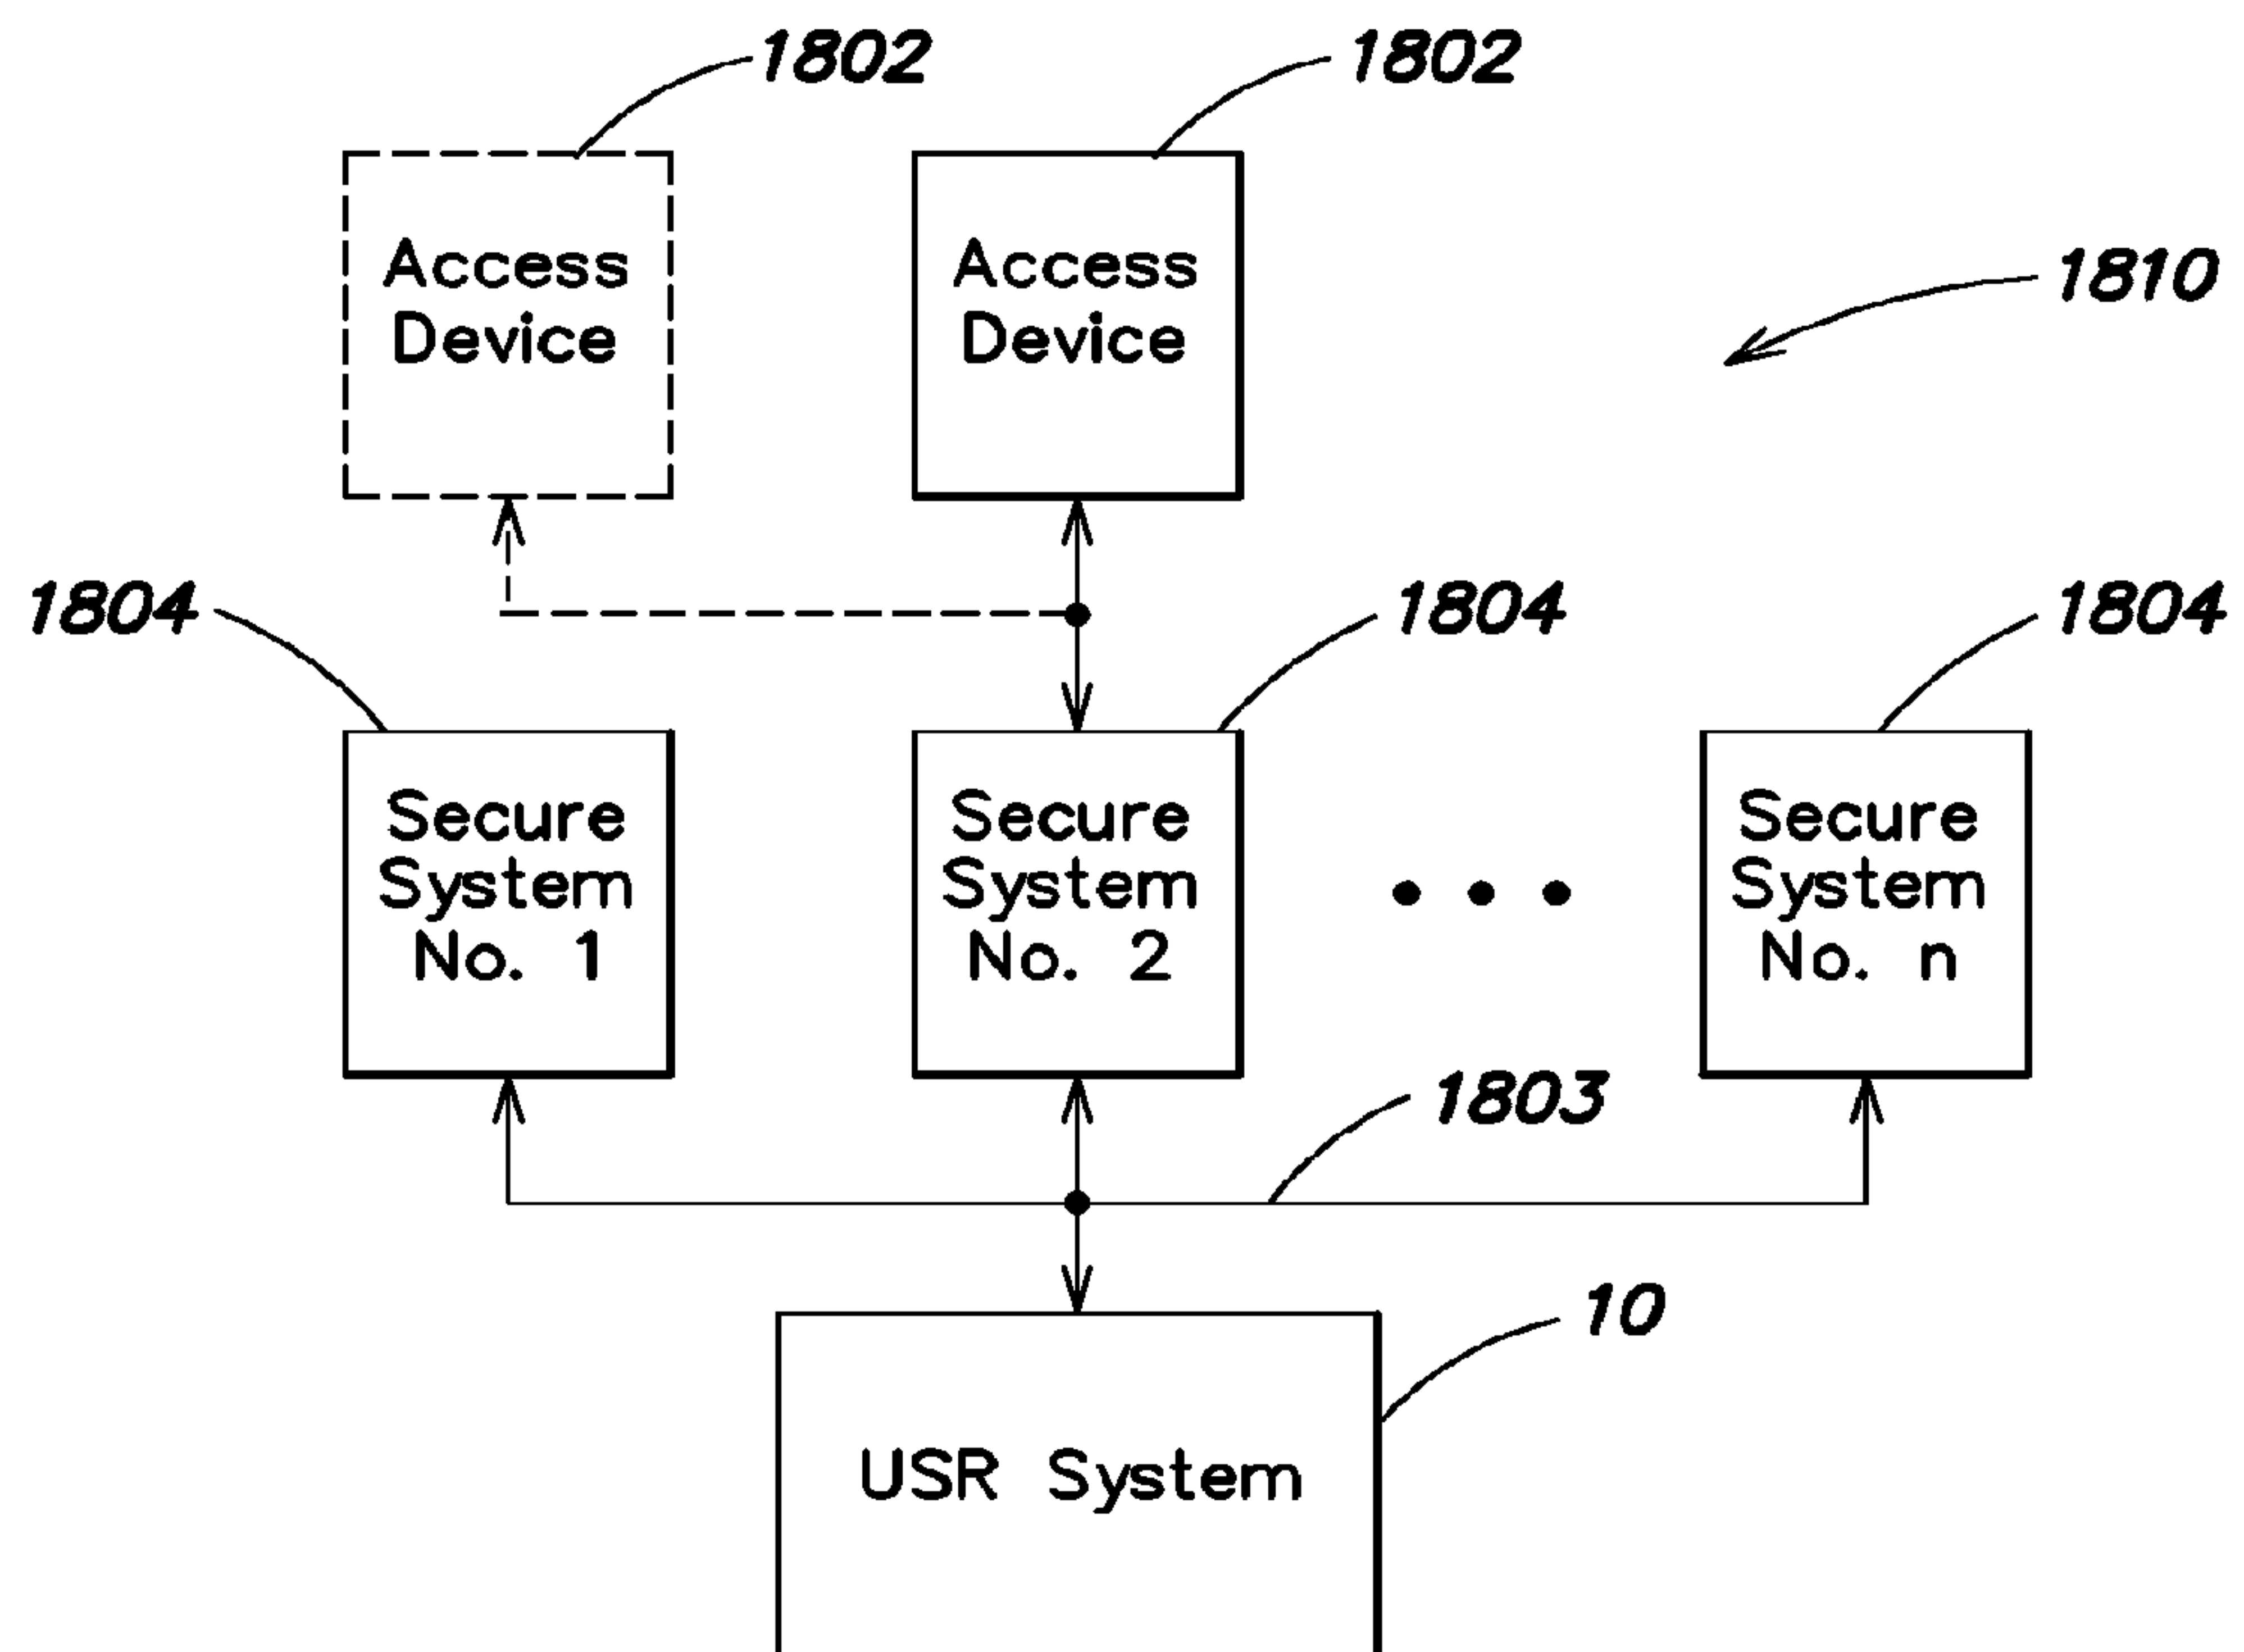 1802
1802
Access
Device
Access
Device
1810
1804
1804
1804
Secure
System
No. 1
Secure
System
No. 2
Secure
System
No. n
1803
10
USR System